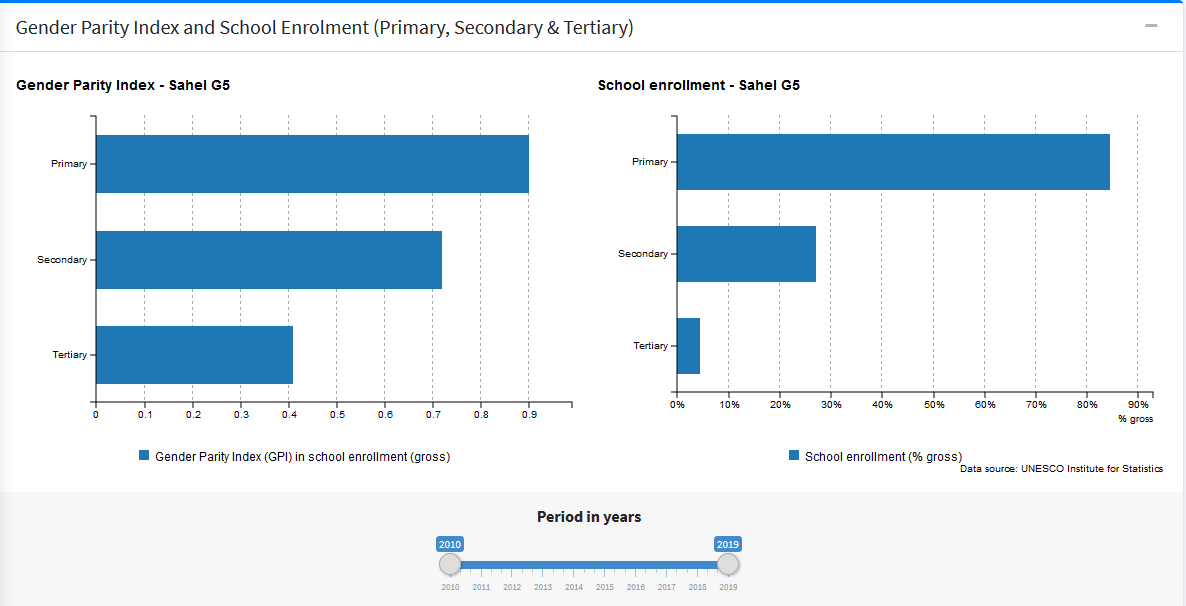 Gender Parity Index and School Enrolment (Primary, Secondary & Tertiary)
Gender Parity Index - Sahel G5
Primary
Secondary
Tertiary
0 0.1 0.2 0.3 0.4 0.5 0.6 0.7 0.8 0.9
Gender Parity Index (GPI) in school enrollment (gross)
School enrollment - Sahel G5
Primary
Secondary
Tertiary
0% 10% 20% 30% 40% 50% 60% 70% 80% 90%
% gross
School enrollment (% gross)
Data source: UNESCO Institute for Statistics
Period in years
2010 2019
2010 2011 2012 2013 2014 2015 2016 2017 2018 2019